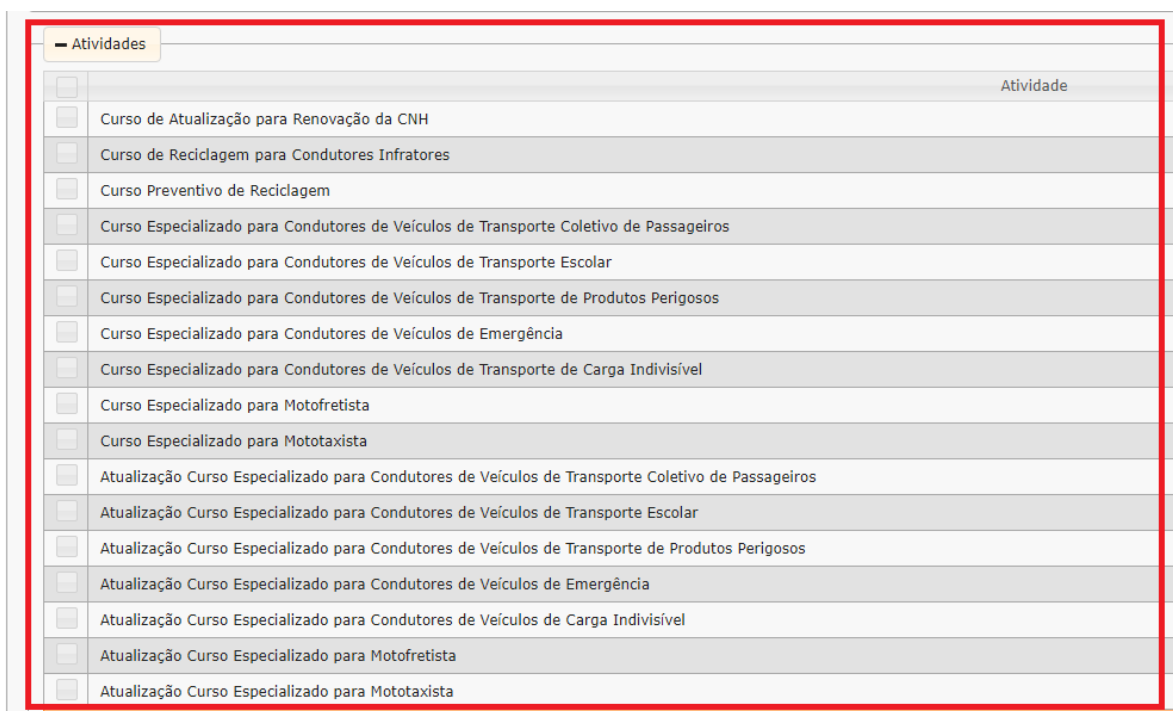 Atividades
Atividade
Curso de Atualização para Renovação da CNH
Curso de Reciclagem para Condutores Infratores
Curso Preventivo de Reciclagem
Curso Especializado para Condutores de Veículos de Transporte Coletivo de Passageiros
Curso Especializado para Condutores de Veículos de Transporte Escolar
Curso Especializado para Condutores de Veículos de Transporte de Produtos Perigosos
Curso Especializado para Condutores de Veículos de Emergência
Curso Especializado para Condutores de Veículos de Transporte de Carga Indivisível
Curso Especializado para Motofretista
Curso Especializado para Mototaxista
Atualização Curso Especializado para Condutores de Veículos de Transporte Coletivo de Passageiros
Atualização Curso Especializado para Condutores de Veículos de Transporte Escolar
Atualização Curso Especializado para Condutores de Veículos de Transporte de Produtos Perigosos
Atualização Curso Especializado para Condutores de Veículos de Emergência
Atualização Curso Especializado para Condutores de Veículos de Carga Indivisível
Atualização Curso Especializado para Motofretista
Atualização Curso Especializado para Mototaxista